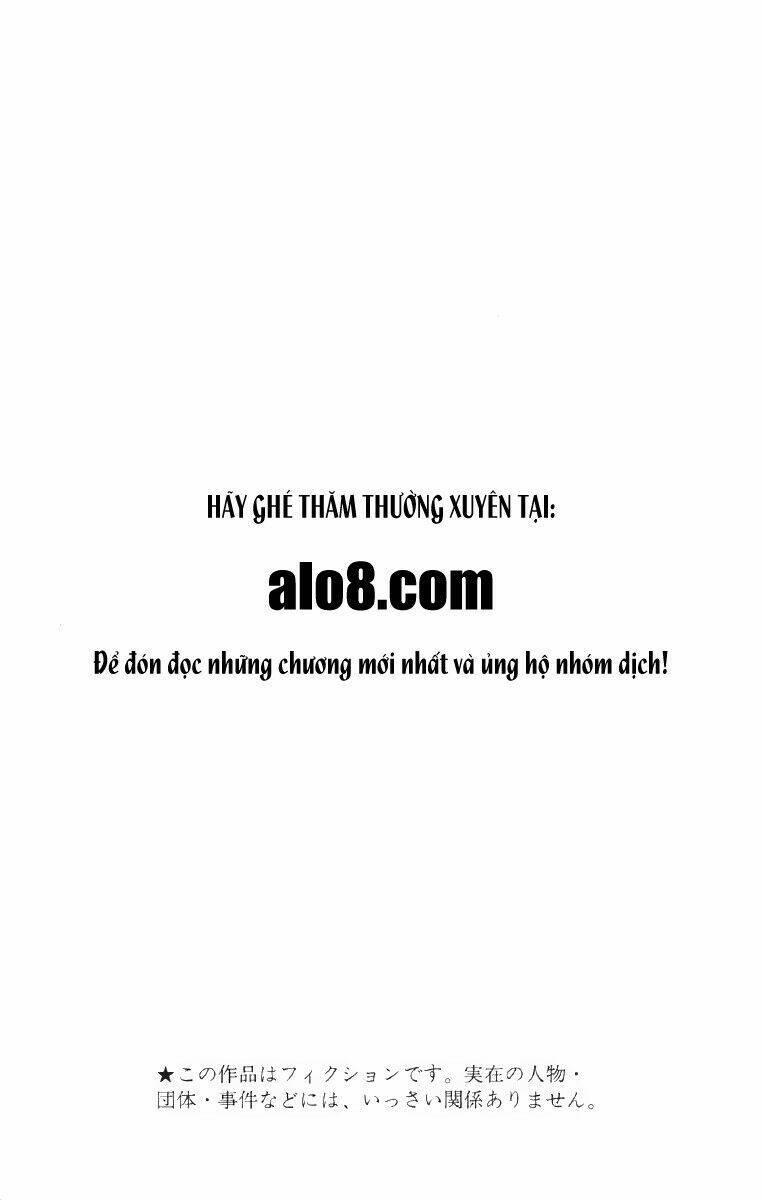 HÃY GHÉ THĂM THƯỜNG XUYÊN TẠI:
alo8.com
Để đón đọc những chương mới nhất và ủng hộ nhóm dịch!
★この作品はフィクションです。実在の人物・
団体・事件などには、いっさい関係ありません。